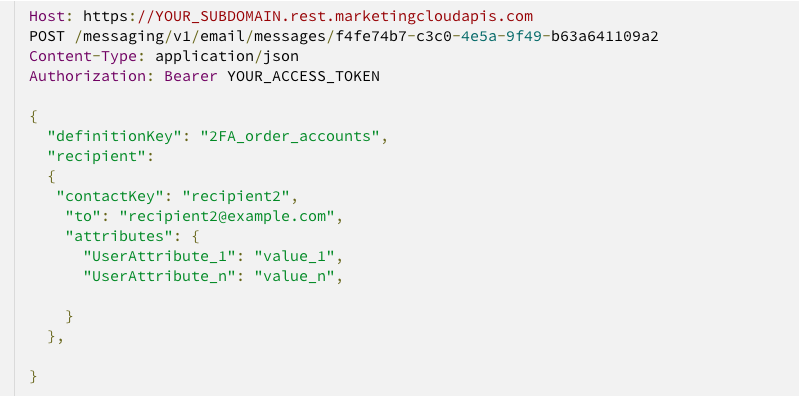 Host: https://YOUR_SUBDOMAIN.rest.marketingcloudapis.com
POST /messaging/v1/email/messages/f4fe74b7-c3c0-4e5a-9f49-b63a641109a2
Content-Type: application/json
Authorization: Bearer YOUR_ACCESS_TOKEN

{
  "definitionKey": "2FA_order_accounts",
  "recipient":
  {
   "contactKey": "recipient2",
    "to": "recipient2@example.com",
    "attributes": {
      "UserAttribute_1": "value_1",
      "UserAttribute_n": "value_n",

    }
  },

}